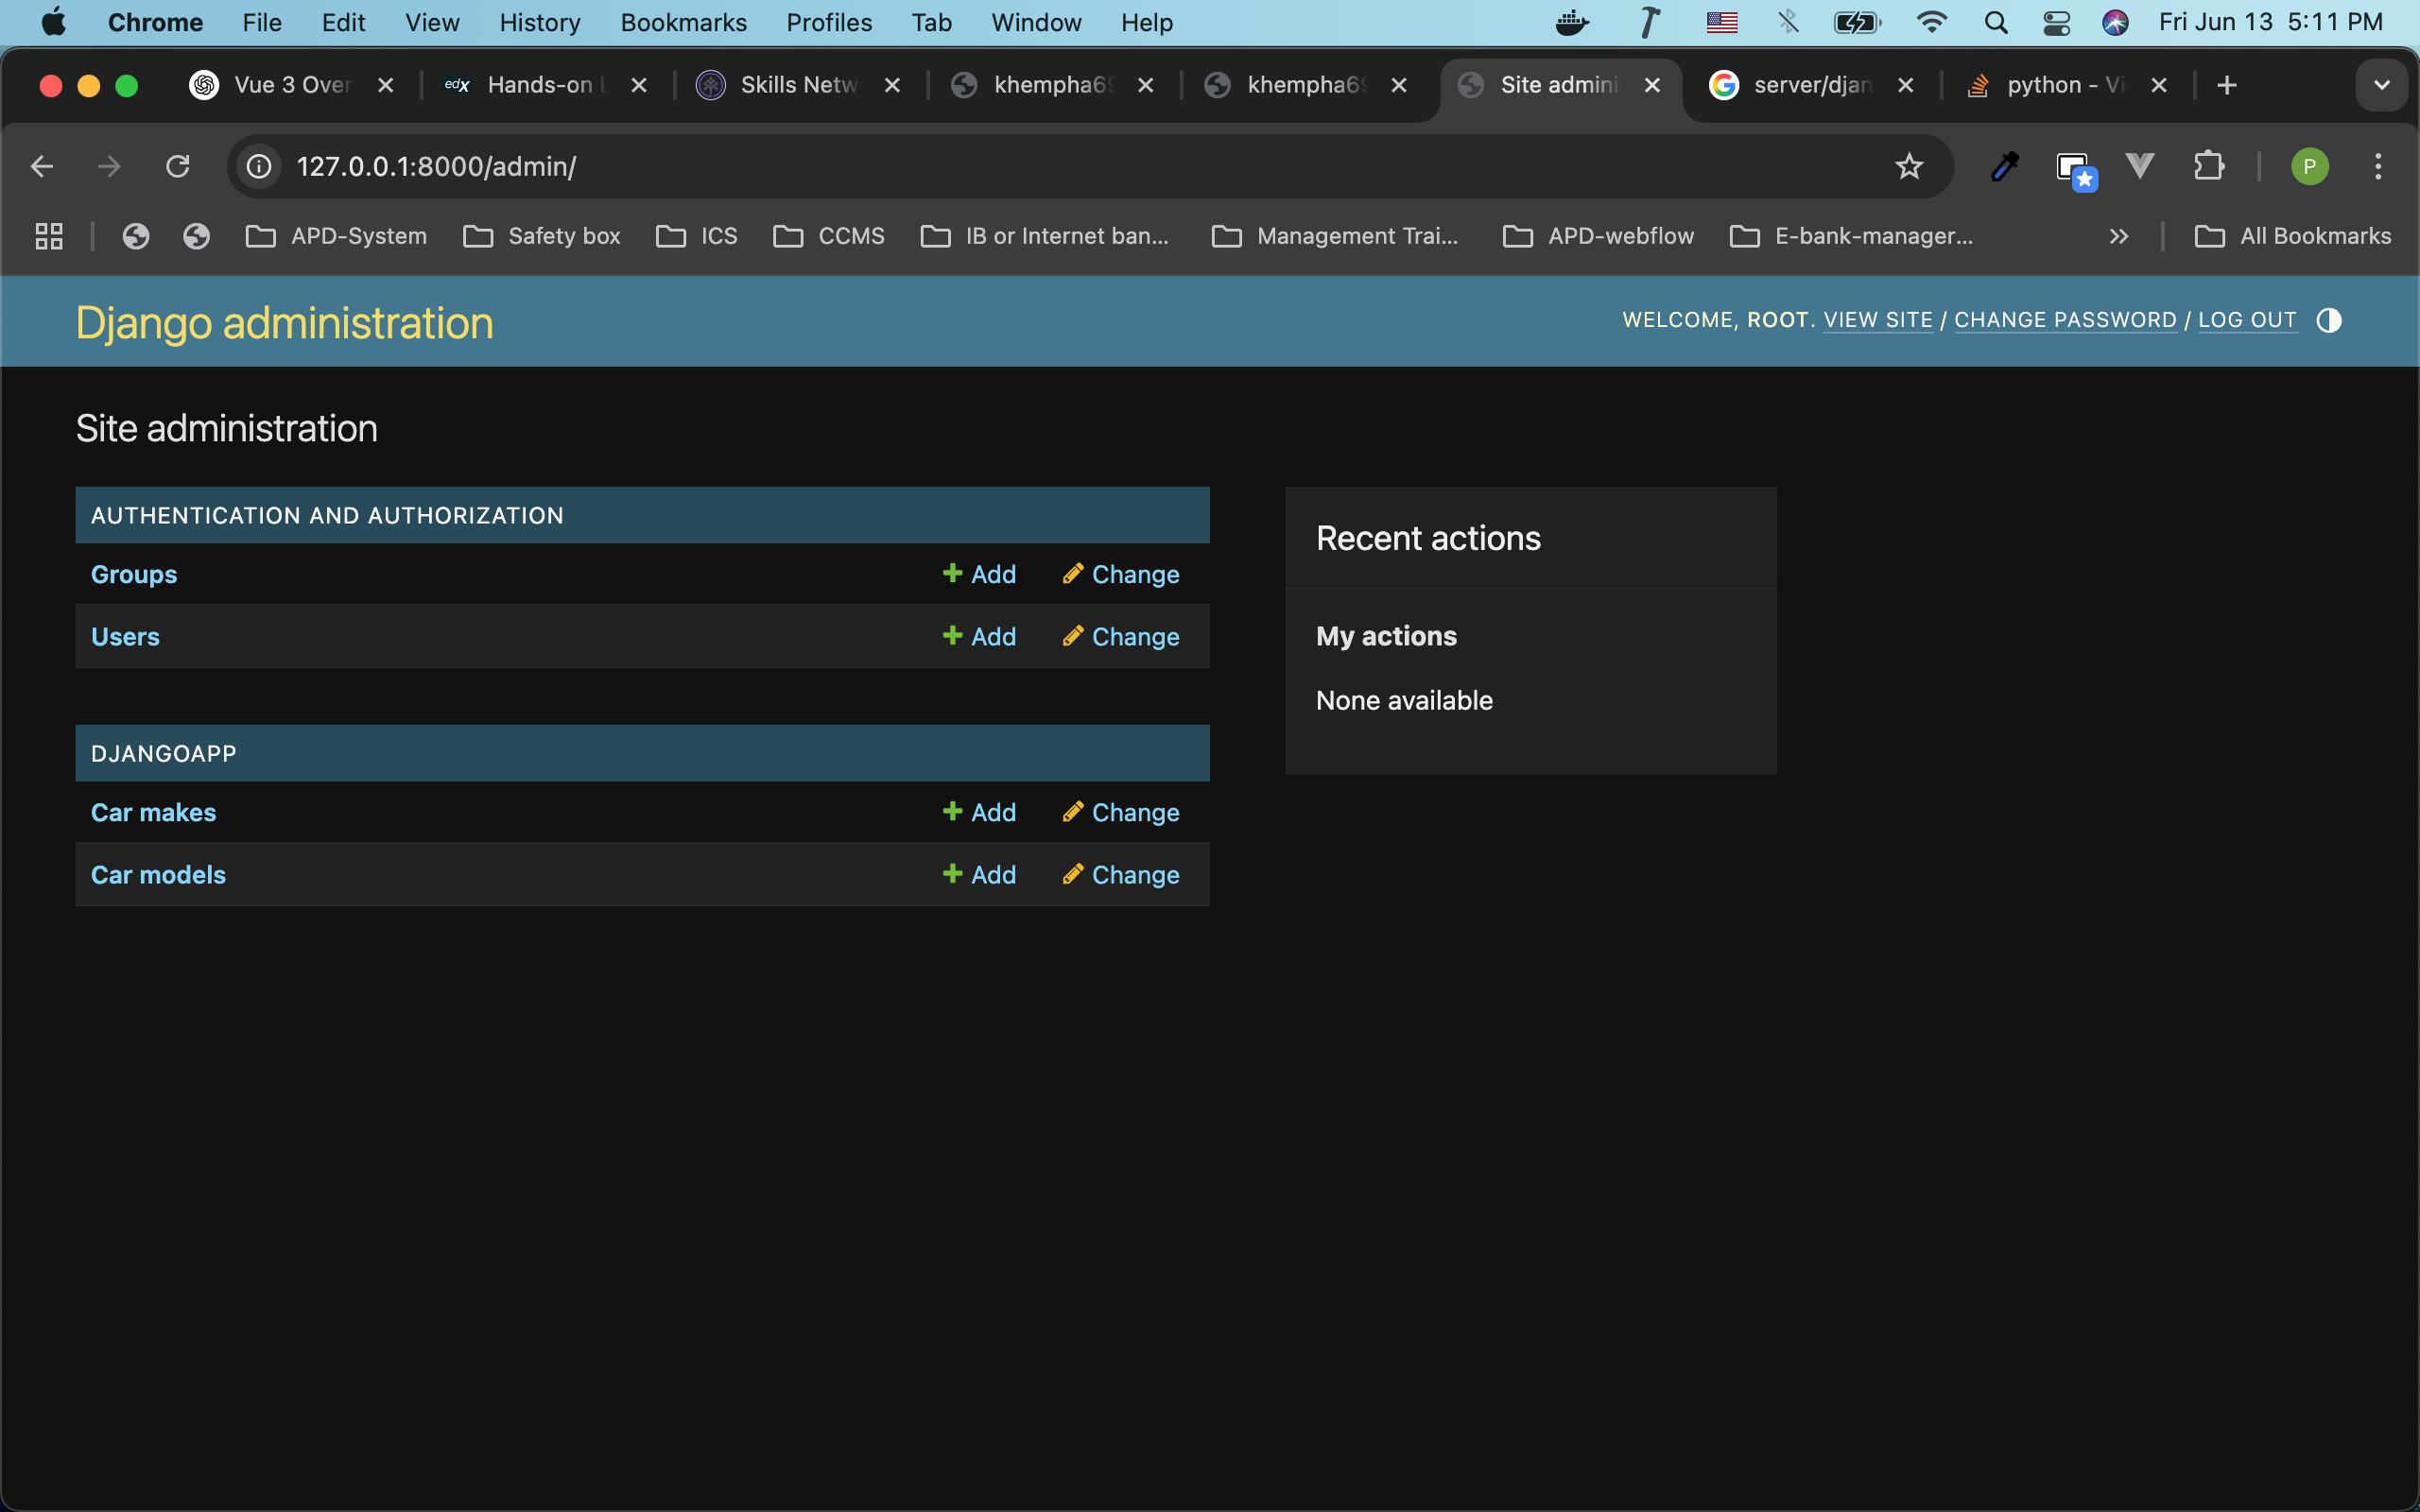 Chrome File Edit View History Bookmarks Profiles Tab Window Help Fri Jun 13 5:11 PM
Vue 3 Over edx Hands-on L Skills Netw khempha69 khempha69 Site admini server/djan python - Vi
127.0.0.1:8000/admin/ P
APD-System Safety box ICS CCMS IB or Internet ban... Management Trai... APD-webflow E-bank-manager... All Bookmarks
Django administration WELCOME, ROOT. VIEW SITE / CHANGE PASSWORD / LOG OUT
Site administration
AUTHENTICATION AND AUTHORIZATION
Groups Add Change
Users Add Change
DJANGOAPP
Car makes Add Change
Car models Add Change
Recent actions
My actions
None available